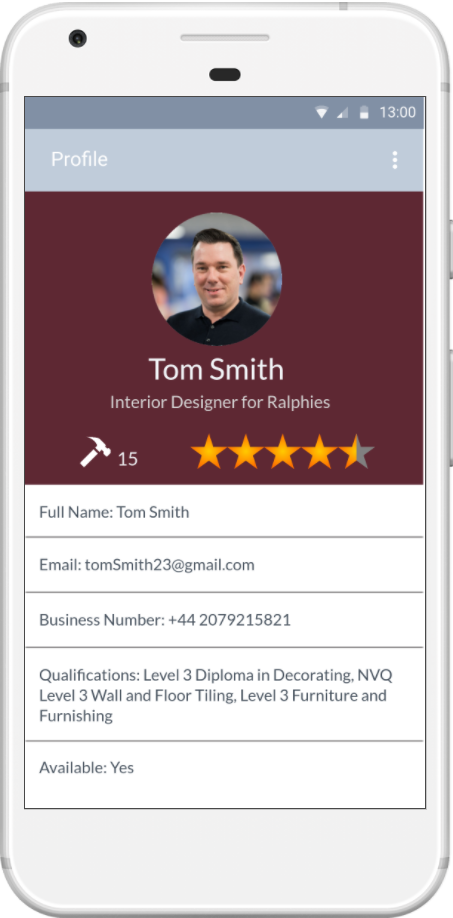 13:00
Profile
Tom Smith
Interior Designer for Ralphies
15
Full Name: Tom Smith
Email: tomSmith23@gmail.com
Business Number: +44 2079215821
Qualifications: Level 3 Diploma in Decorating, NVQ
Level 3 Wall and Floor Tiling, Level 3 Furniture and
Furnishing
Available: Yes